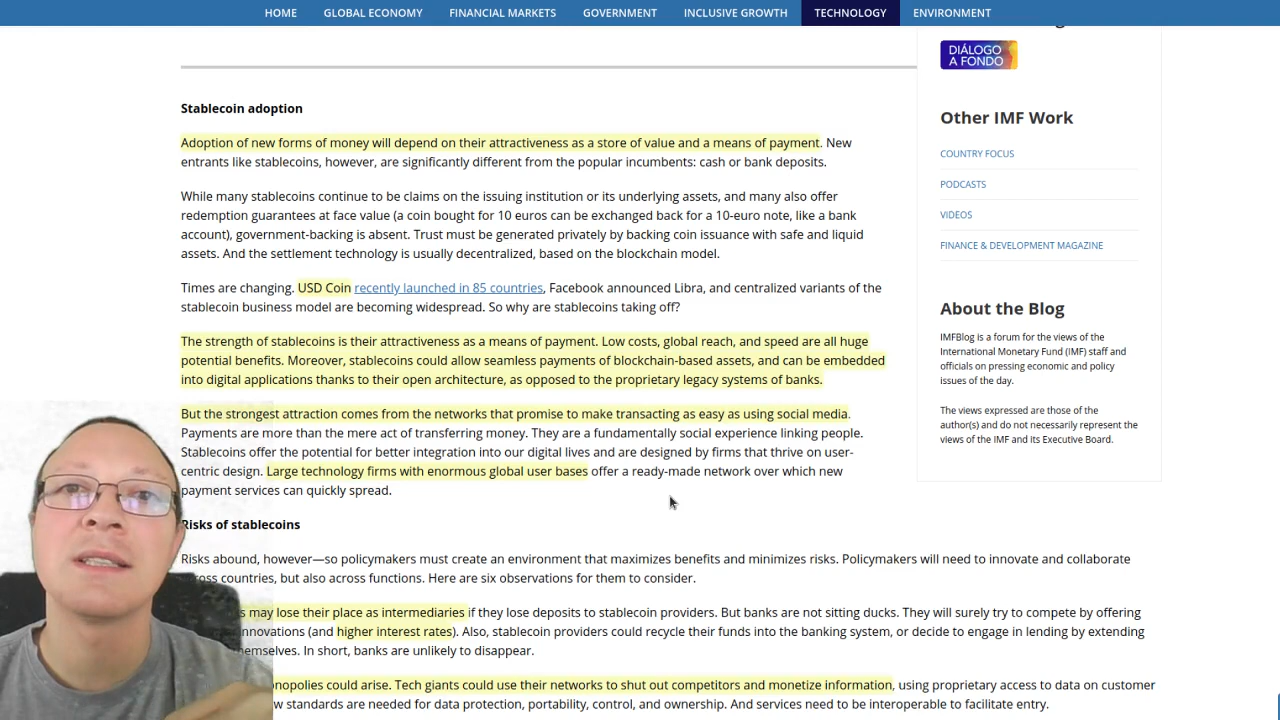 HOME GLOBAL ECONOMY FINANCIAL MARKETS GOVERNMENT INCLUSIVE GROWTH TECHNOLOGY ENVIRONMENT
Stablecoin adoption
Adoption of new forms of money will depend on their attractiveness as a store of value and a means of payment. New
entrants like stablecoins, however, are significantly different from the popular incumbents: cash or bank deposits.
While many stablecoins continue to be claims on the issuing institution or its underlying assets, and many also offer
redemption guarantees at face value (a coin bought for 10 euros can be exchanged back for a 10-euro note, like a bank
account), government-backing is absent. Trust must be generated privately by backing coin issuance with safe and liquid
assets. And the settlement technology is usually decentralized, based on the blockchain model.
Times are changing. USD Coin recently launched in 85 countries, Facebook announced Libra, and centralized variants of the
stablecoin business model are becoming widespread. So why are stablecoins taking off?
The strength of stablecoins is their attractiveness as a means of payment. Low costs, global reach, and speed are all huge
potential benefits. Moreover, stablecoins could allow seamless payments of blockchain-based assets, and can be embedded
into digital applications thanks to their open architecture, as opposed to the proprietary legacy systems of banks.
But the strongest attraction comes from the networks that promise to make transacting as easy as using social media.
Payments are more than the mere act of transferring money. They are a fundamentally social experience linking people.
Stablecoins offer the potential for better integration into our digital lives and are designed by firms that thrive on user-
centric design. Large technology firms with enormous global user bases offer a ready-made network over which new
payment services can quickly spread.
Risks of stablecoins
Risks abound, however—so policymakers must create an environment that maximizes benefits and minimizes risks. Policymakers will need to innovate and collaborate
across countries, but also across functions. Here are six observations for them to consider.
may lose their place as intermediaries if they lose deposits to stablecoin providers. But banks are not sitting ducks. They will surely try to compete by offering
innovations (and higher interest rates). Also, stablecoin providers could recycle their funds into the banking system, or decide to engage in lending by extending
themselves. In short, banks are unlikely to disappear.
monopolies could arise. Tech giants could use their networks to shut out competitors and monetize information, using proprietary access to data on customer
standards are needed for data protection, portability, control, and ownership. And services need to be interoperable to facilitate entry.
DIÁLOGO
A FONDO
Other IMF Work
COUNTRY FOCUS
PODCASTS
VIDEOS
FINANCE & DEVELOPMENT MAGAZINE
About the Blog
IMFBlog is a forum for the views of the
International Monetary Fund (IMF) staff and
officials on pressing economic and policy
issues of the day.
The views expressed are those of the
author(s) and do not necessarily represent the
views of the IMF and its Executive Board.